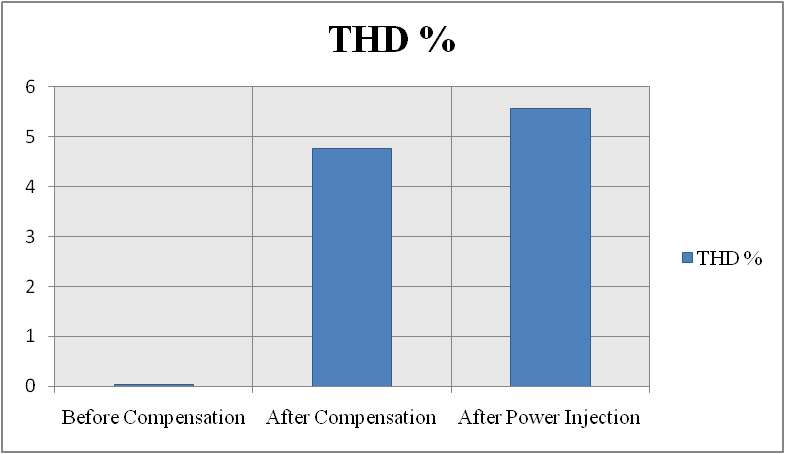 THD %
6
5
4
3
2
1
0
THD %
Before Compensation
After Compensation
After Power Injection